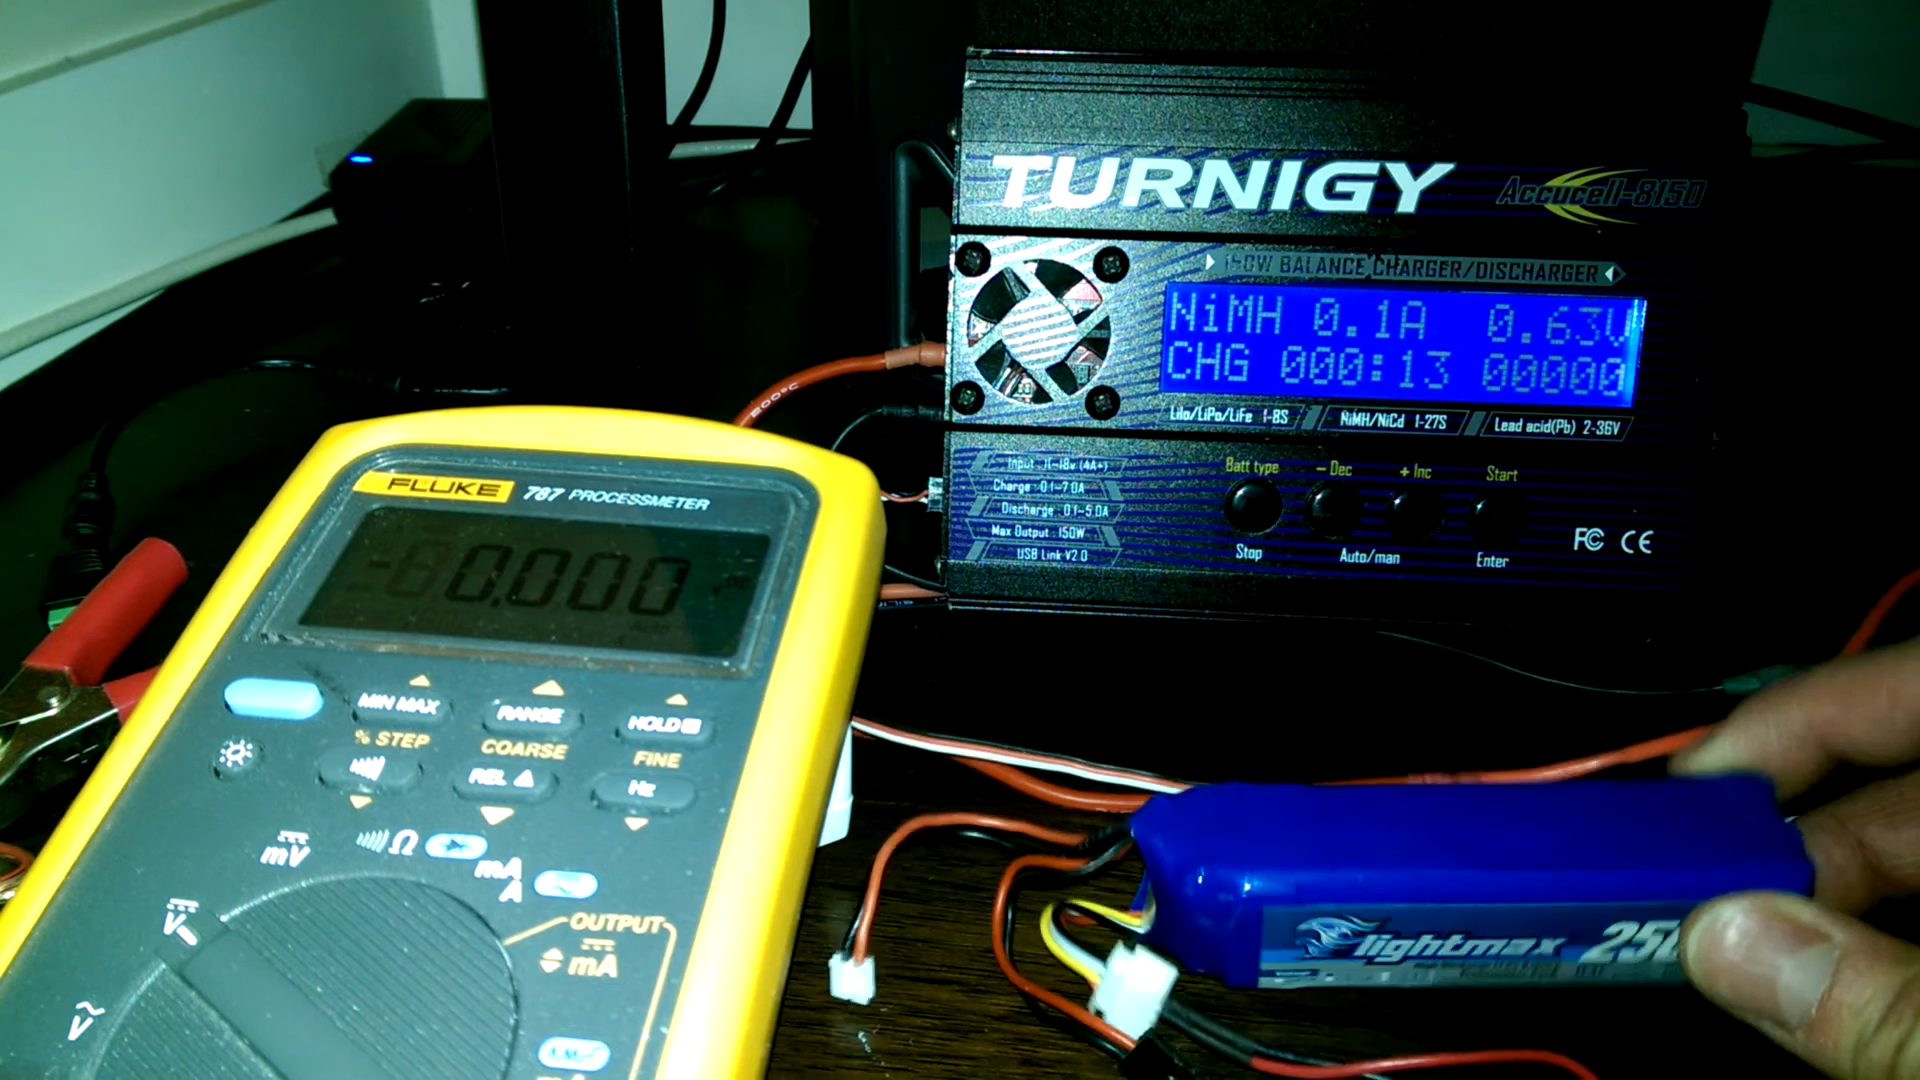 TURNIGY
Accucell-8150
150W BALANCE CHARGER/DISCHARGER
NiMH 0.1A 0.63V
CHG 000:13 00000
LiIo/LiPo/LiFe 1-8S
NiMH/NiCd 1-27S
Lead acid(Pb) 2-36V
Input : 11-18v (4A+)
Charge : 0.1-7.0A
Discharge : 0.1-5.0A
Max Output : 150W
USB Link V2.0
Batt type
- Dec
+ Inc
Start
Stop
Auto/man
Enter
FC CE
200°C
FLUKE
787 PROCESSMETER
0.000
MIN MAX
RANGE
HOLD
% STEP
COARSE
FINE
REL
Hz
mV
Ω
mA
A
V
OUTPUT
mA
V
lightmax